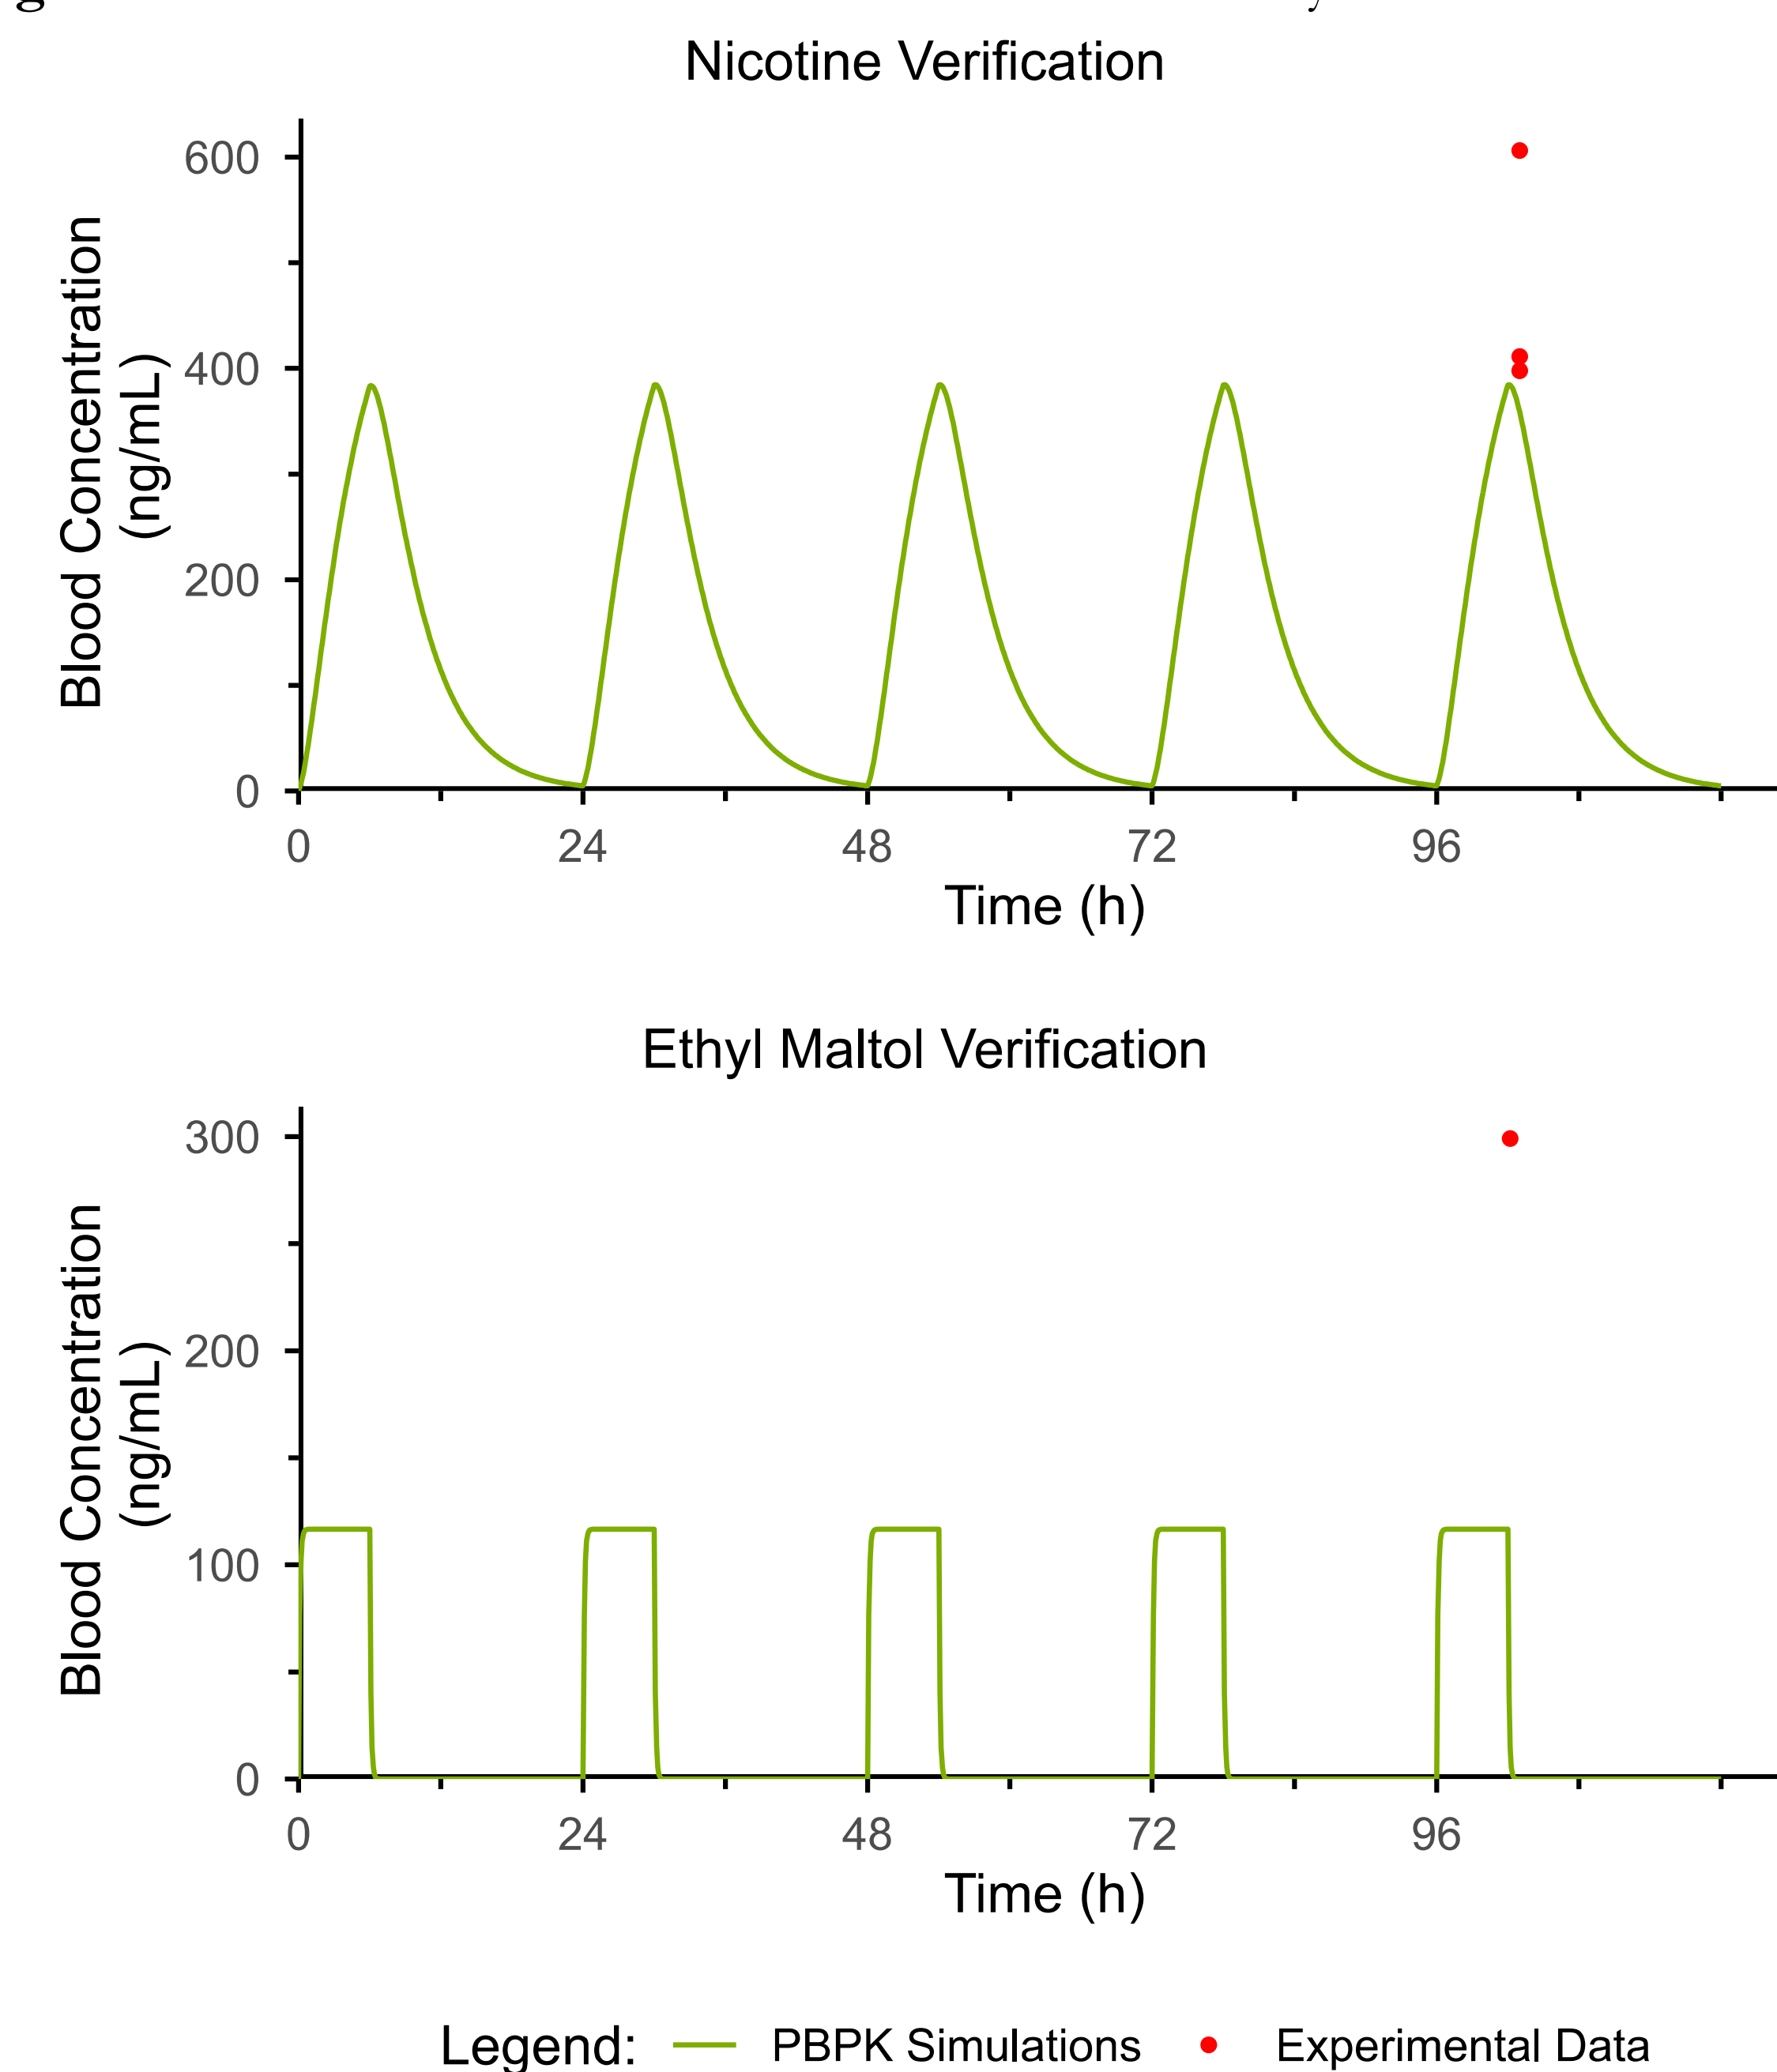 Nicotine Verification
600
400
200
0
Blood Concentration
(ng/mL)
0 24 48 72 96
Time (h)
Ethyl Maltol Verification
300
200
100
0
Blood Concentration
(ng/mL)
0 24 48 72 96
Time (h)
Legend: PBPK Simulations Experimental Data